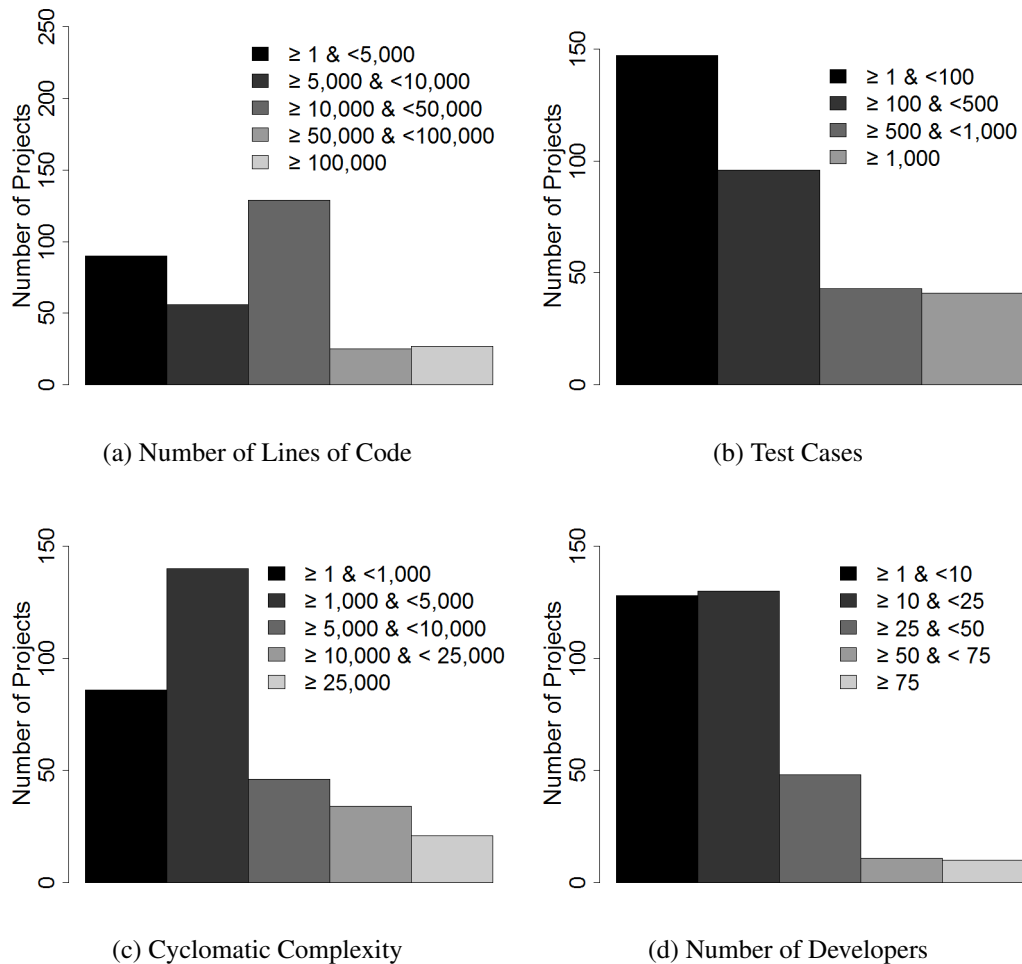 250
200
150
100
50
0
Number of Projects
≥ 1 & <5,000
≥ 5,000 & <10,000
≥ 10,000 & <50,000
≥ 50,000 & <100,000
≥ 100,000
(a) Number of Lines of Code
150
100
50
0
Number of Projects
≥ 1 & <100
≥ 100 & <500
≥ 500 & <1,000
≥ 1,000
(b) Test Cases
150
100
50
0
Number of Projects
≥ 1 & <1,000
≥ 1,000 & <5,000
≥ 5,000 & <10,000
≥ 10,000 & < 25,000
≥ 25,000
(c) Cyclomatic Complexity
150
100
50
0
Number of Projects
≥ 1 & <10
≥ 10 & <25
≥ 25 & <50
≥ 50 & < 75
≥ 75
(d) Number of Developers